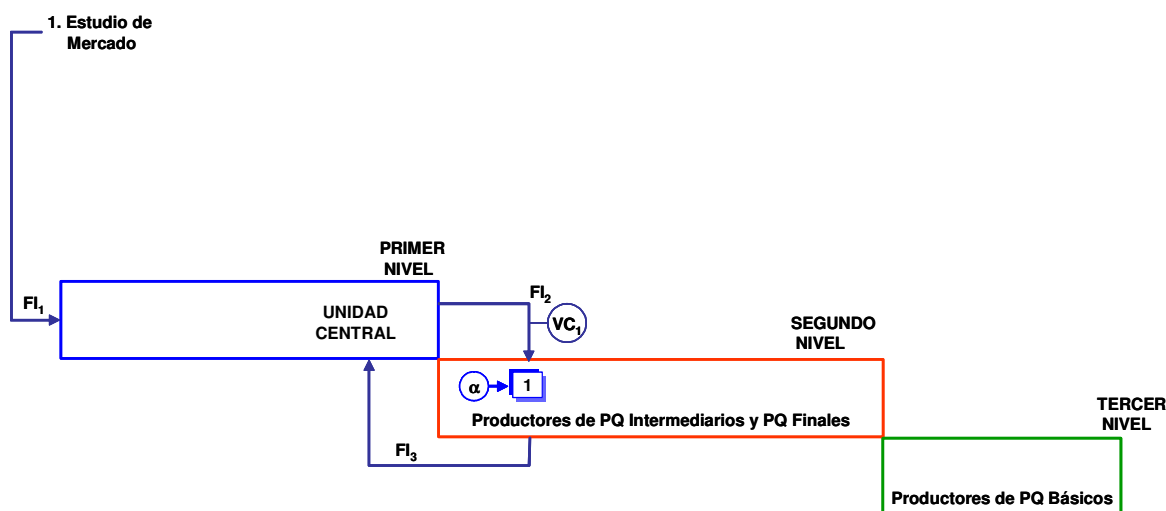 1. Estudio de
Mercado
PRIMER
NIVEL
FI₁
UNIDAD
CENTRAL
FI₂
VC₁
SEGUNDO
NIVEL
α
1
Productores de PQ Intermediarios y PQ Finales
FI₃
TERCER
NIVEL
Productores de PQ Básicos